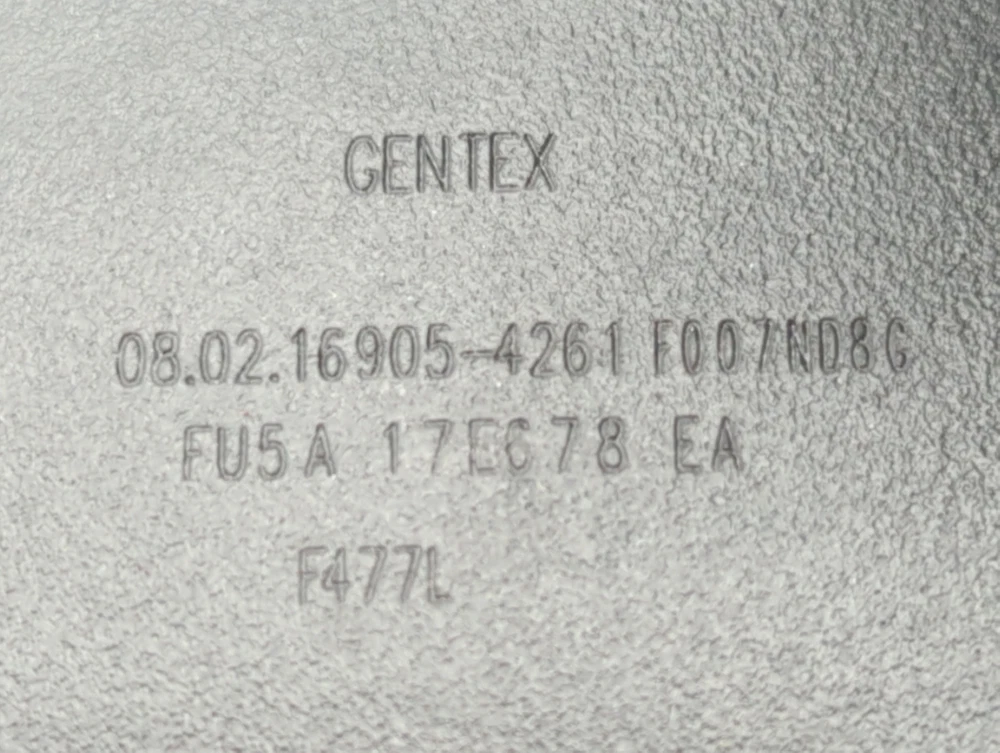 GENTEX
08.02.16905-4261 F007ND8G
FU5A 17E678 EA
F477L